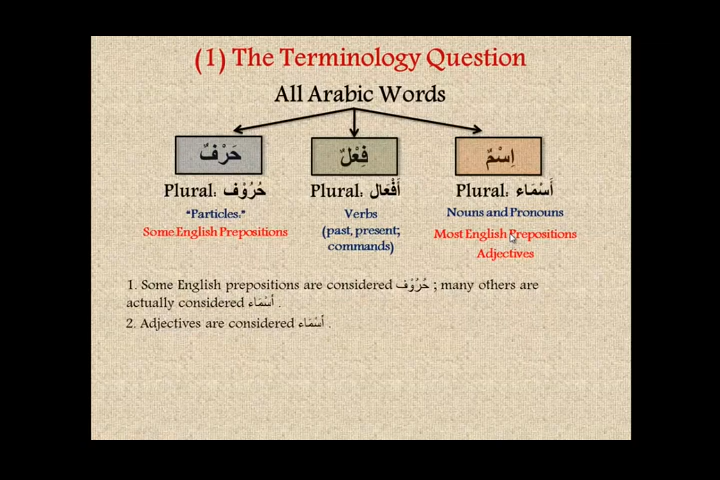 (1) The Terminology Question
All Arabic Words
حَرْفٌ
فِعْلٌ
اِسْمٌ
Plural: حُرُوْف
Plural: أَفْعَال
Plural: أَسْمَاء
"Particles:"
Verbs
Nouns and Pronouns
Some English Prepositions
(past, present;
commands)
Most English Prepositions
Adjectives
1. Some English prepositions are considered حُرُوْف ; many others are
actually considered أَسْمَاء .
2. Adjectives are considered أَسْمَاء .